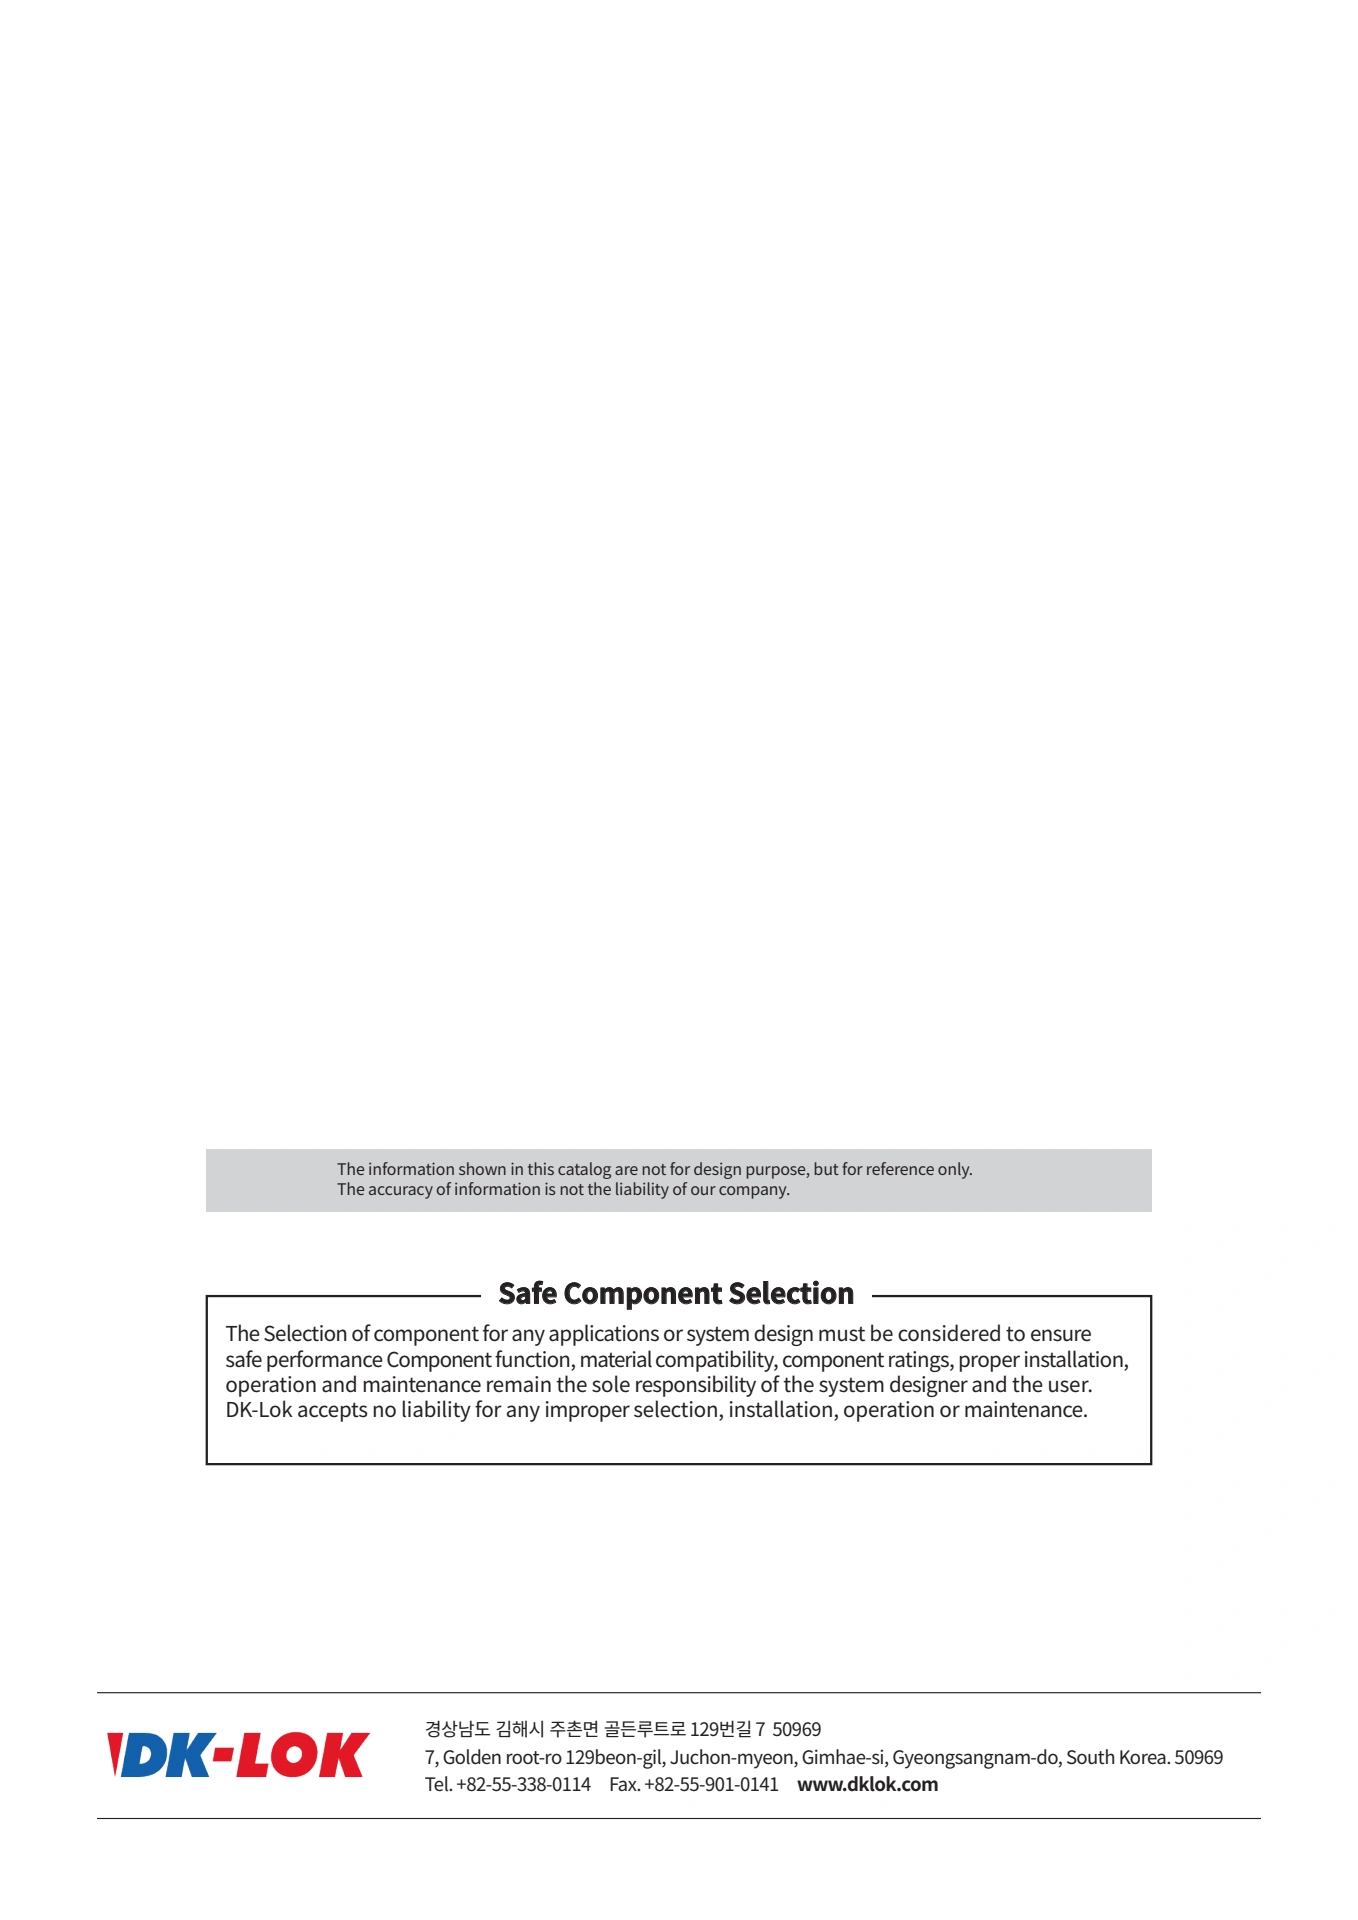 The information shown in this catalog are not for design purpose, but for reference only.
The accuracy of information is not the liability of our company.
Safe Component Selection
The Selection of component for any applications or system design must be considered to ensure
safe performance Component function, material compatibility, component ratings, proper installation,
operation and maintenance remain the sole responsibility of the system designer and the user.
DK-Lok accepts no liability for any improper selection, installation, operation or maintenance.
DK-LOK
경상남도 김해시 주촌면 골든루트로 129번길 7 50969
7, Golden root-ro 129beon-gil, Juchon-myeon, Gimhae-si, Gyeongsangnam-do, South Korea. 50969
Tel. +82-55-338-0114 Fax. +82-55-901-0141 www.dklok.com